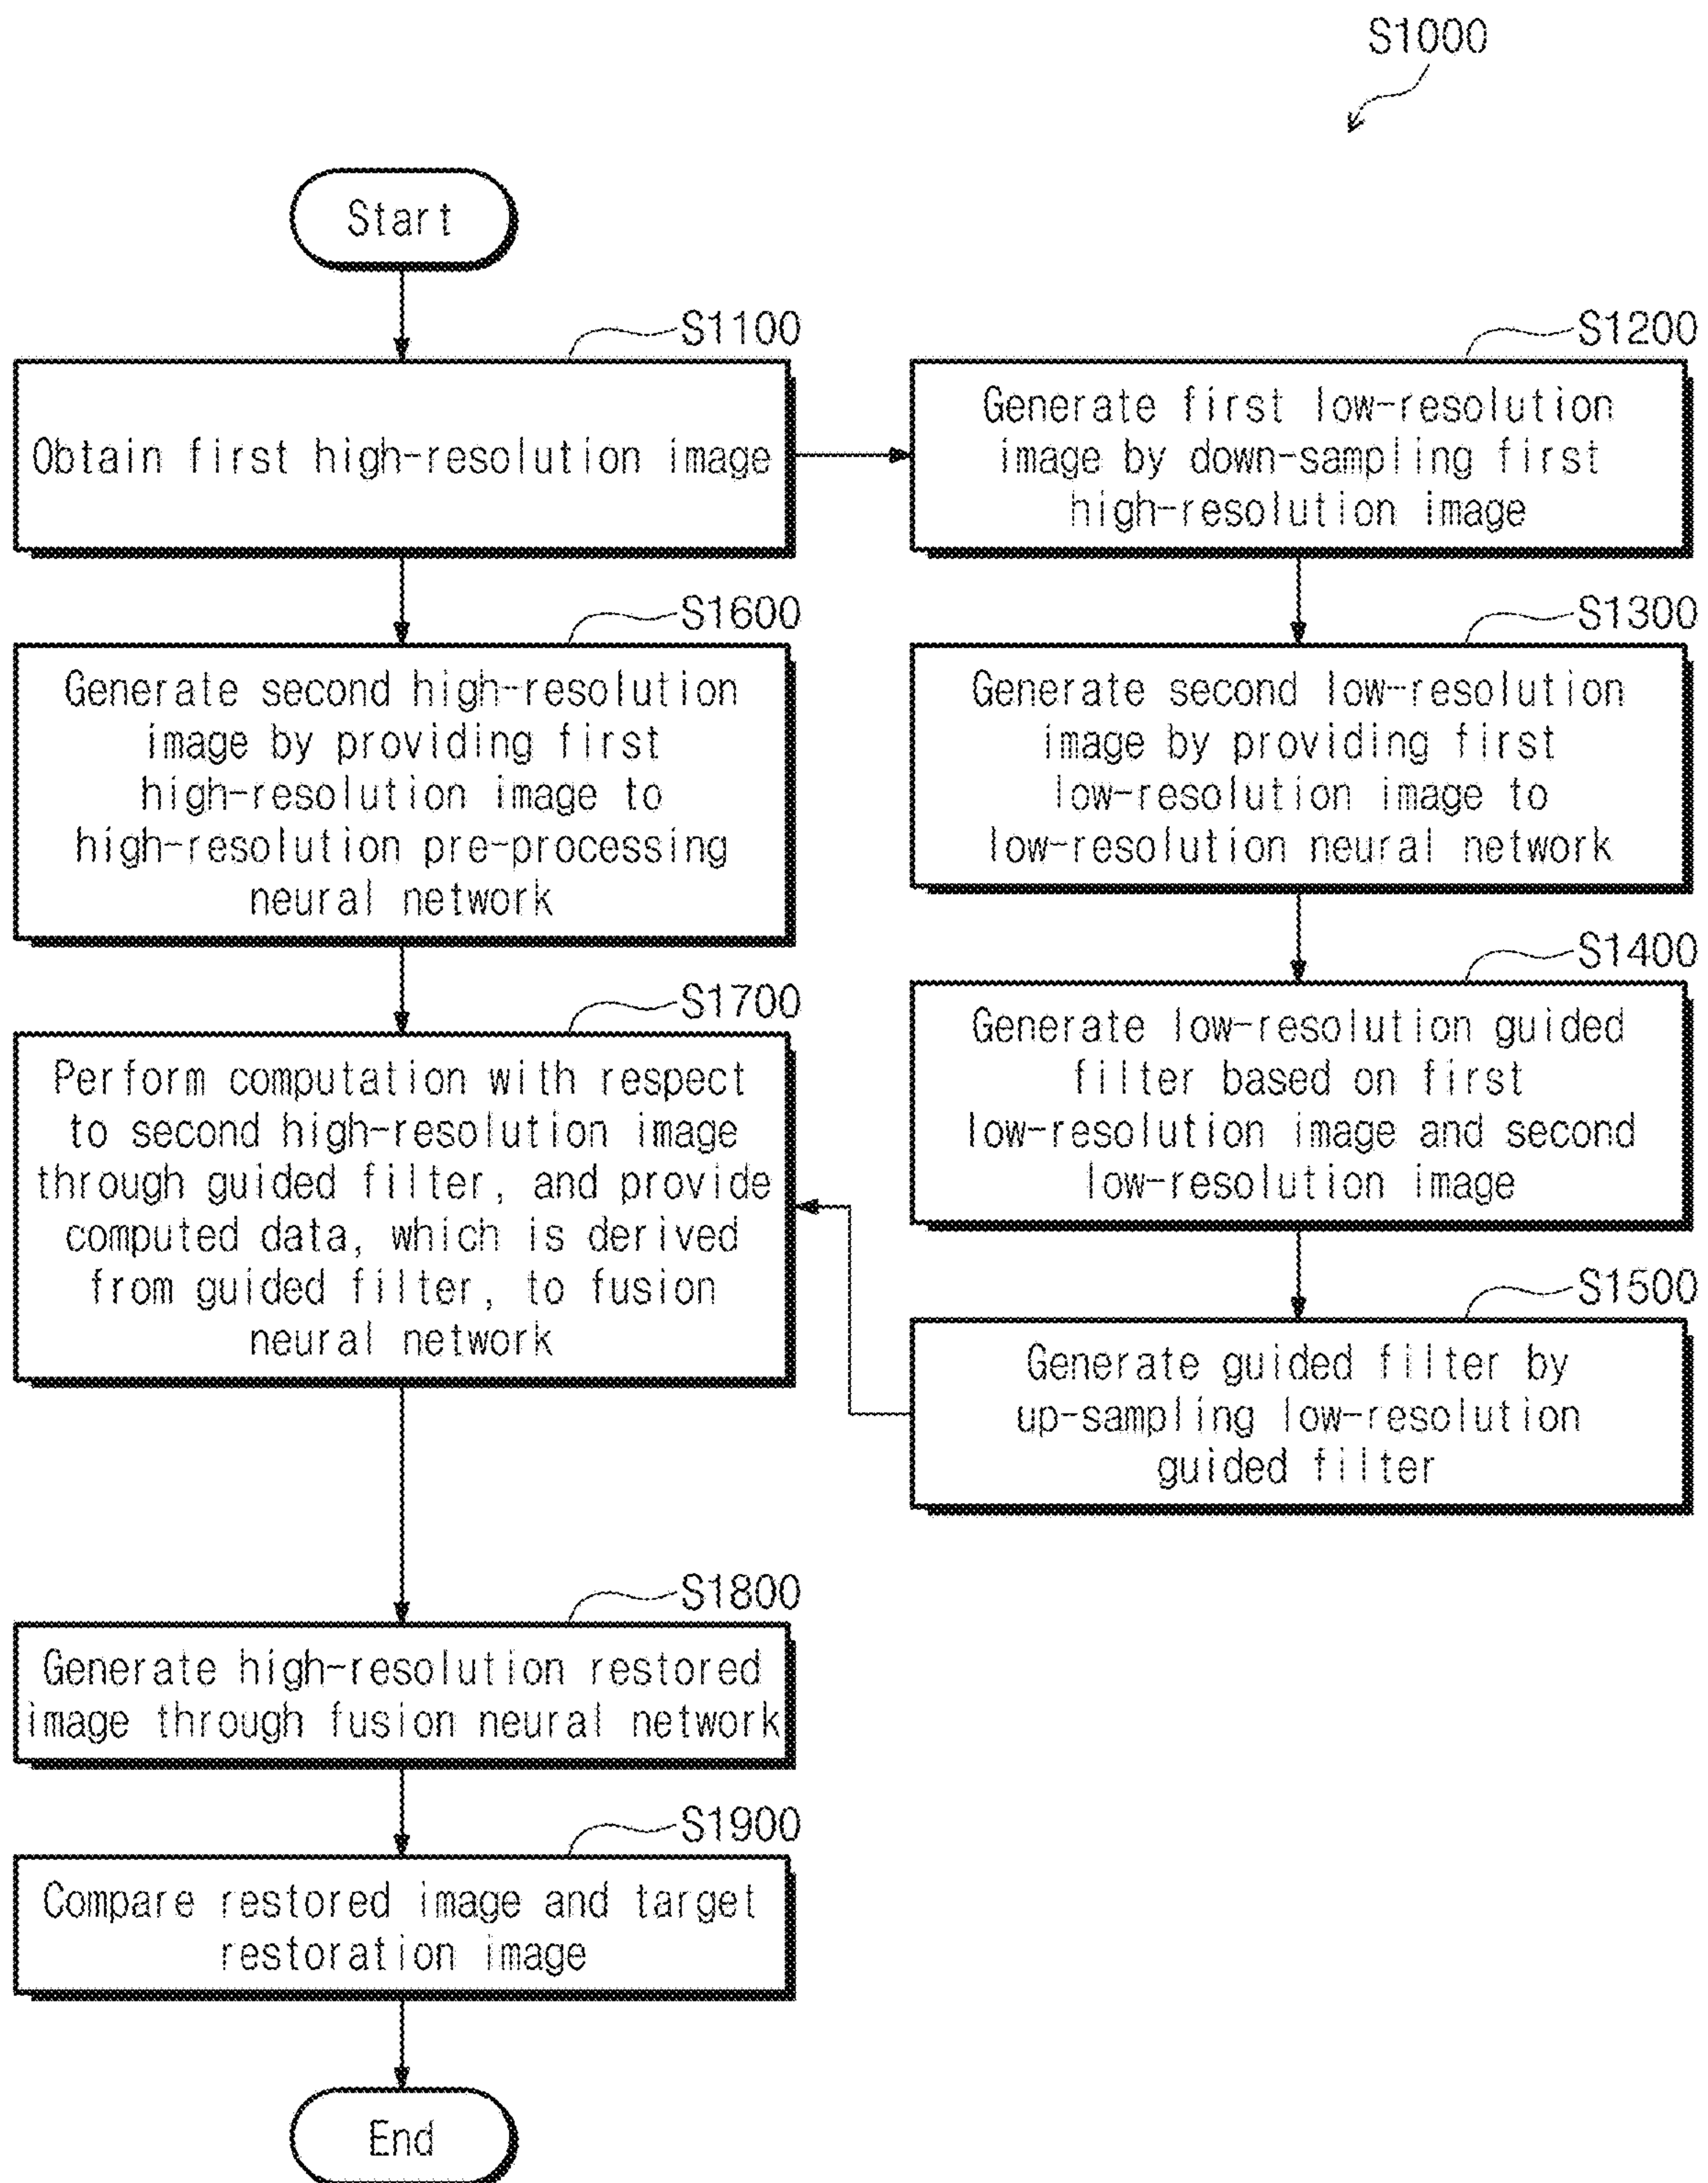 S1000
Start
S1100
Obtain first high-resolution image
S1200
Generate first low-resolution
image by down-sampling first
high-resolution image
S1600
Generate second high-resolution
image by providing first
high-resolution image to
high-resolution pre-processing
neural network
S1300
Generate second low-resolution
image by providing first
low-resolution image to
low-resolution neural network
S1400
Generate low-resolution guided
filter based on first
low-resolution image and second
low-resolution image
S1700
Perform computation with respect
to second high-resolution image
through guided filter, and provide
computed data, which is derived
from guided filter, to fusion
neural network
S1500
Generate guided filter by
up-sampling low-resolution
guided filter
S1800
Generate high-resolution restored
image through fusion neural network
S1900
Compare restored image and target
restoration image
End